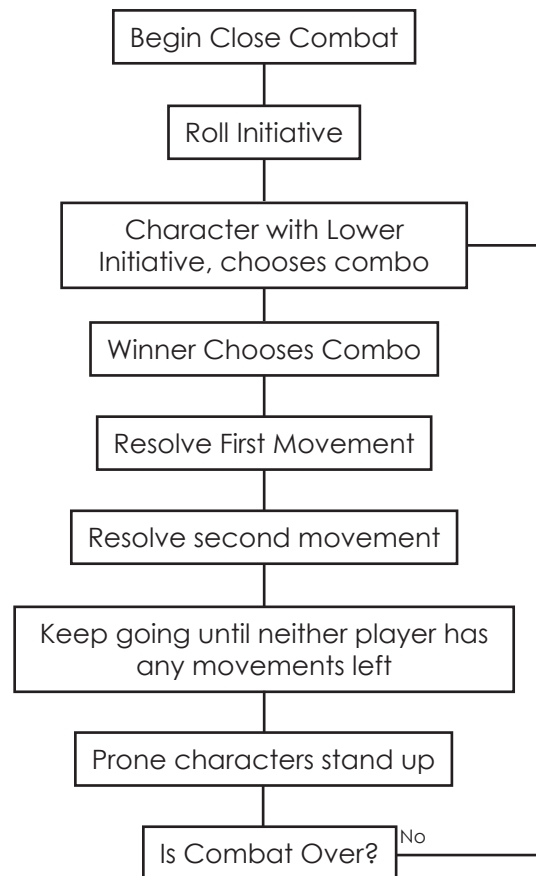 Begin Close Combat
Roll Initiative
Character with Lower
Initiative, chooses combo
Winner Chooses Combo
Resolve First Movement
Resolve second movement
Keep going until neither player has
any movements left
Prone characters stand up
Is Combat Over?
No